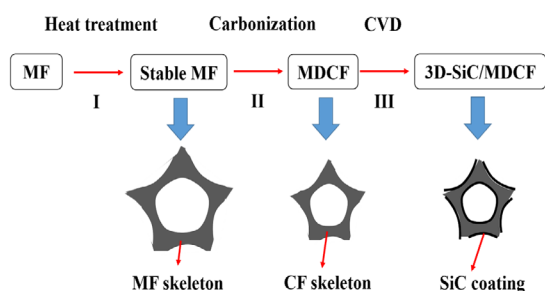 Heat treatment Carbonization CVD
MF Stable MF MDCF 3D-SiC/MDCF
I II III
MF skeleton CF skeleton SiC coating